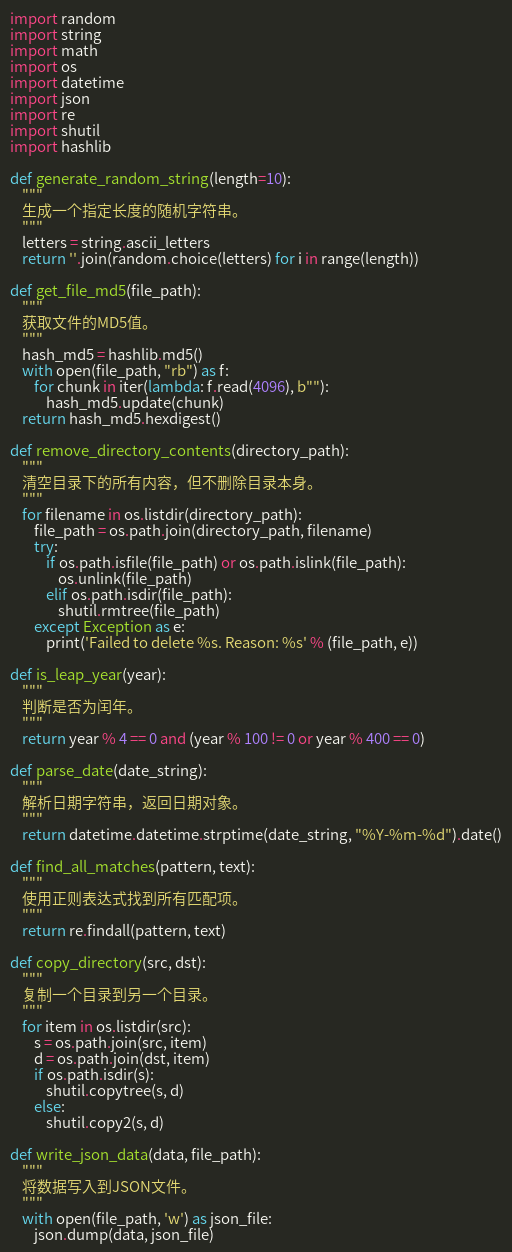 import random
import string
import math
import os
import datetime
import json
import re
import shutil
import hashlib

def generate_random_string(length=10):
    """
    生成一个指定长度的随机字符串。
    """
    letters = string.ascii_letters
    return ''.join(random.choice(letters) for i in range(length))

def get_file_md5(file_path):
    """
    获取文件的MD5值。
    """
    hash_md5 = hashlib.md5()
    with open(file_path, "rb") as f:
        for chunk in iter(lambda: f.read(4096), b""):
            hash_md5.update(chunk)
    return hash_md5.hexdigest()

def remove_directory_contents(directory_path):
    """
    清空目录下的所有内容，但不删除目录本身。
    """
    for filename in os.listdir(directory_path):
        file_path = os.path.join(directory_path, filename)
        try:
            if os.path.isfile(file_path) or os.path.islink(file_path):
                os.unlink(file_path)
            elif os.path.isdir(file_path):
                shutil.rmtree(file_path)
        except Exception as e:
            print('Failed to delete %s. Reason: %s' % (file_path, e))

def is_leap_year(year):
    """
    判断是否为闰年。
    """
    return year % 4 == 0 and (year % 100 != 0 or year % 400 == 0)

def parse_date(date_string):
    """
    解析日期字符串，返回日期对象。
    """
    return datetime.datetime.strptime(date_string, "%Y-%m-%d").date()

def find_all_matches(pattern, text):
    """
    使用正则表达式找到所有匹配项。
    """
    return re.findall(pattern, text)

def copy_directory(src, dst):
    """
    复制一个目录到另一个目录。
    """
    for item in os.listdir(src):
        s = os.path.join(src, item)
        d = os.path.join(dst, item)
        if os.path.isdir(s):
            shutil.copytree(s, d)
        else:
            shutil.copy2(s, d)

def write_json_data(data, file_path):
    """
    将数据写入到JSON文件。
    """
    with open(file_path, 'w') as json_file:
        json.dump(data, json_file)